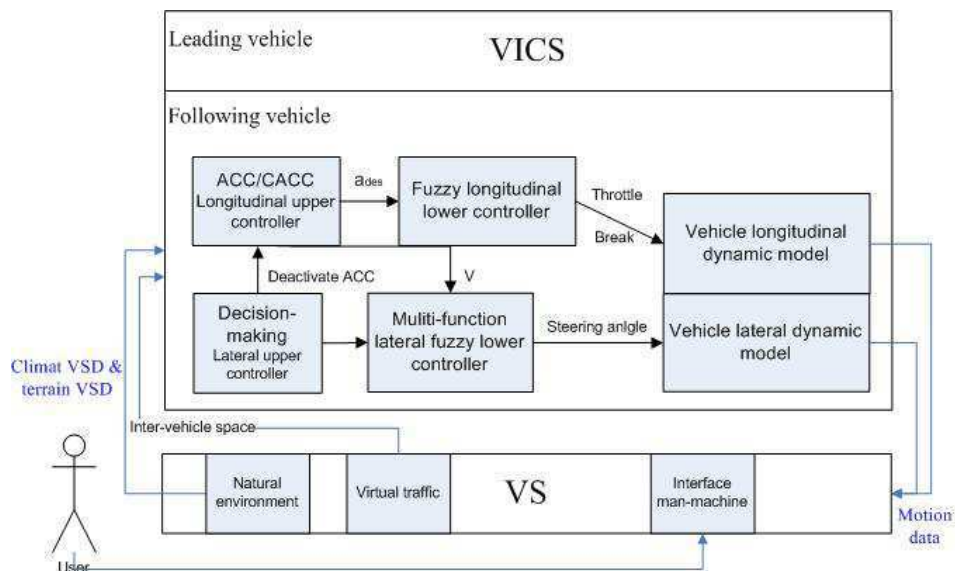 Leading vehicle
VICS
Following vehicle
ACC/CACC
Longitudinal upper
controller
ades
Fuzzy longitudinal
lower controller
Throttle
Break
Vehicle longitudinal
dynamic model
Deactivate ACC
V
Decision-
making
Lateral upper
controller
Muliti-function
lateral fuzzy lower
controller
Steering anlgle
Vehicle lateral dynamic
model
Climat VSD &
terrain VSD
Inter-vehicle space
Natural
environment
Virtual traffic
VS
Interface
man-machine
Motion
data
User